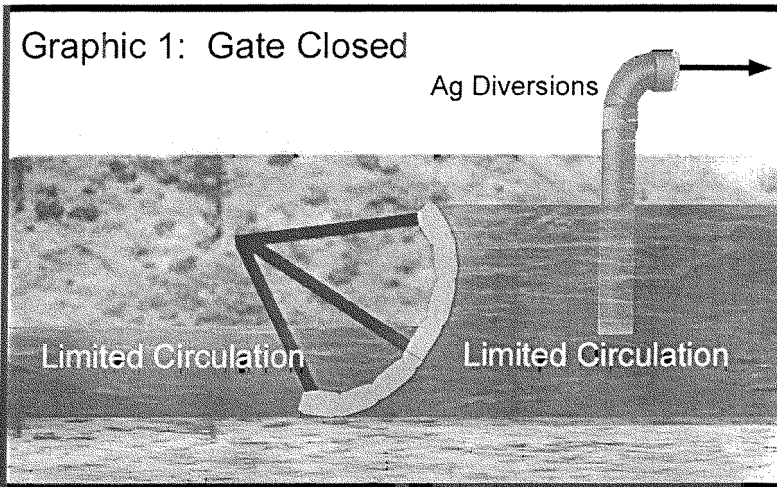 Graphic 1: Gate Closed
Ag Diversions
Limited Circulation
Limited Circulation